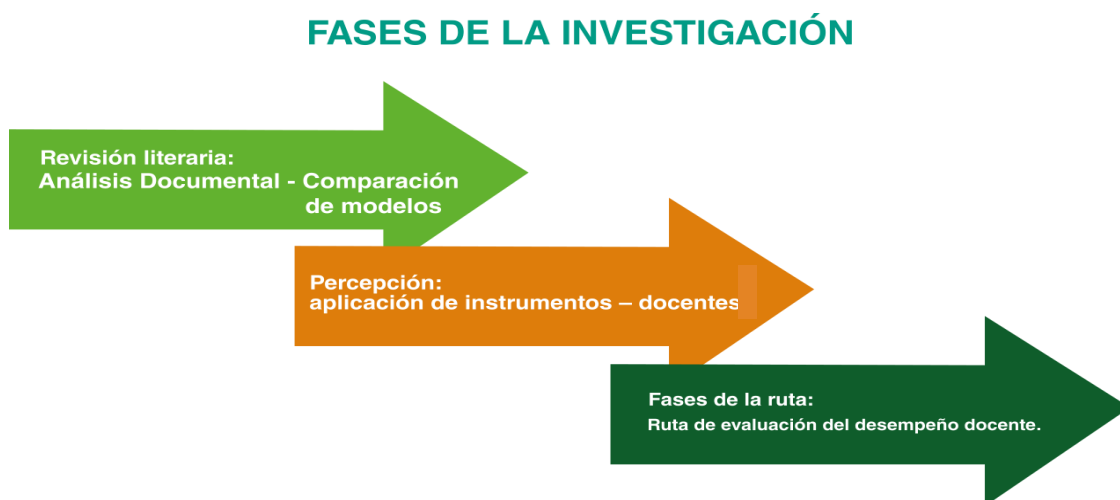 FASES DE LA INVESTIGACIÓN
Revisión literaria:
Análisis Documental - Comparación
de modelos
Percepción:
aplicación de instrumentos – docentes
Fases de la ruta:
Ruta de evaluación del desempeño docente.